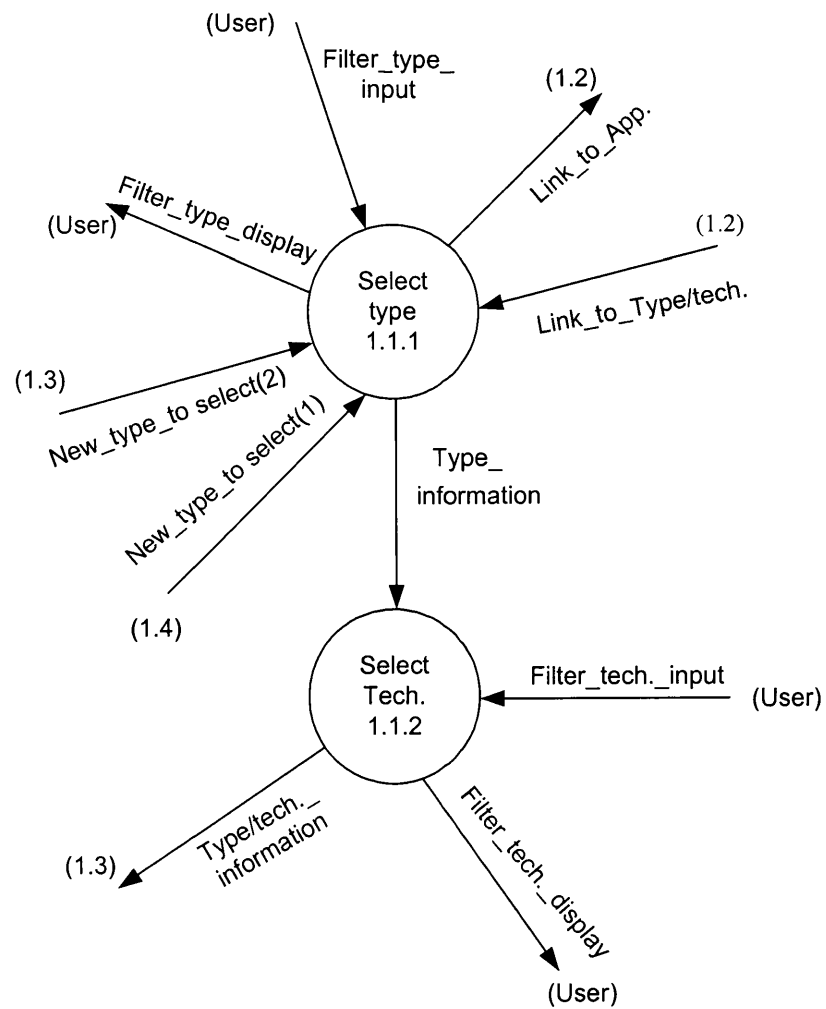 (User)
Filter_type_
input
(1.2)
Link_to_App.
Filter_type_display
(User)
(1.2)
Select
type
1.1.1
Link_to_Type/tech.
(1.3)
New_type_to select(2)
New_type_to select(1)
Type_
information
(1.4)
Select
Tech.
1.1.2
Filter_tech._input
(User)
Type/tech._
information
(1.3)
Filter_tech._display
(User)